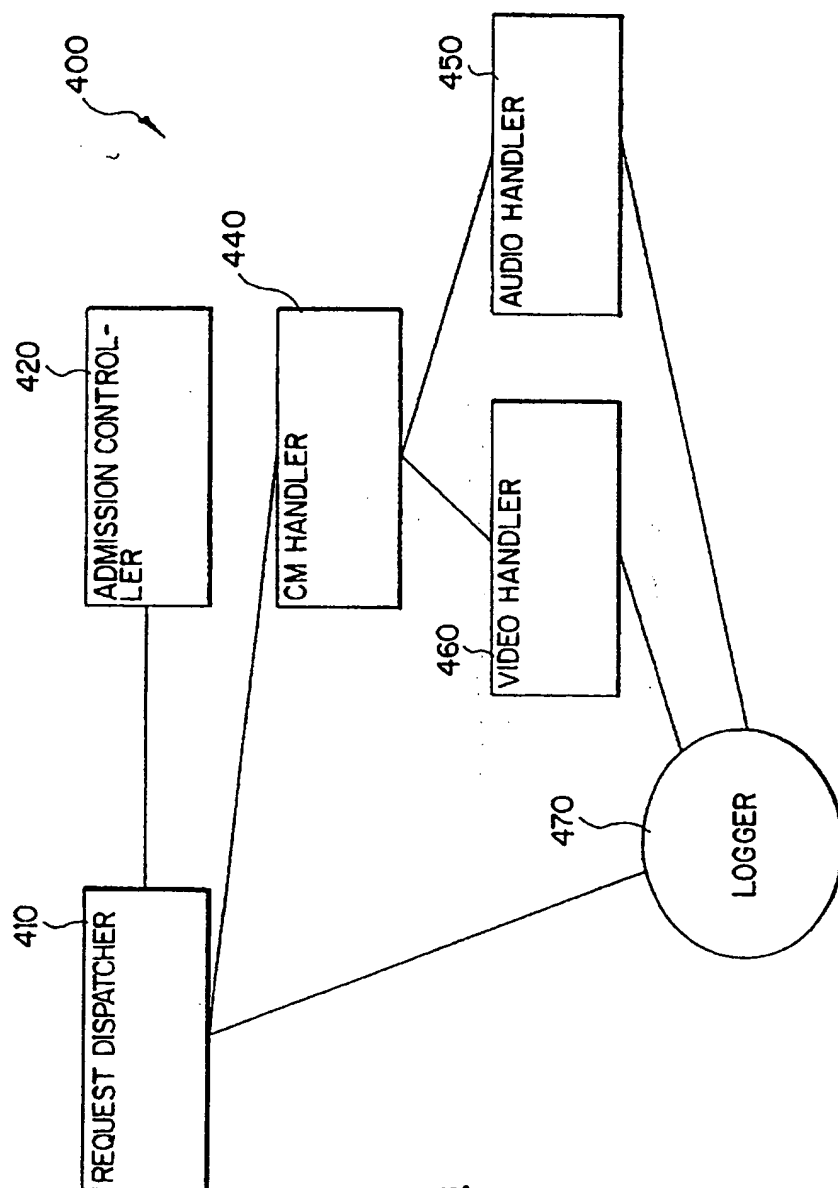 400
410
REQUEST DISPATCHER
420
ADMISSION CONTROL-
LER
440
CM HANDLER
460
VIDEO HANDLER
450
AUDIO HANDLER
470
LOGGER